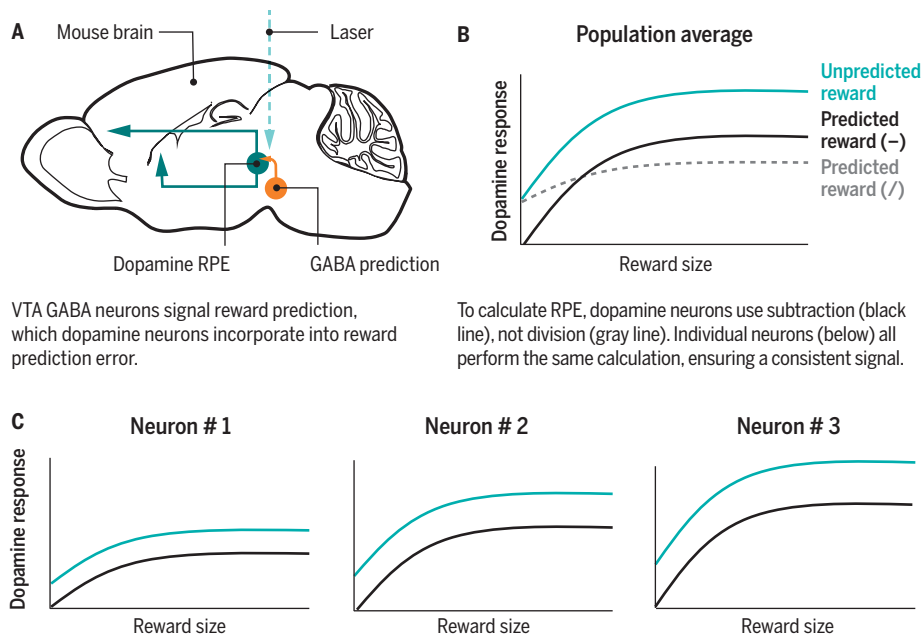 A
Mouse brain
Laser
Dopamine RPE
GABA prediction
VTA GABA neurons signal reward prediction,
which dopamine neurons incorporate into reward
prediction error.
B
Population average
Dopamine response
Reward size
Unpredicted
reward
Predicted
reward (–)
Predicted
reward (/)
To calculate RPE, dopamine neurons use subtraction (black
line), not division (gray line). Individual neurons (below) all
perform the same calculation, ensuring a consistent signal.
C
Neuron # 1
Dopamine response
Reward size
Neuron # 2
Reward size
Neuron # 3
Reward size